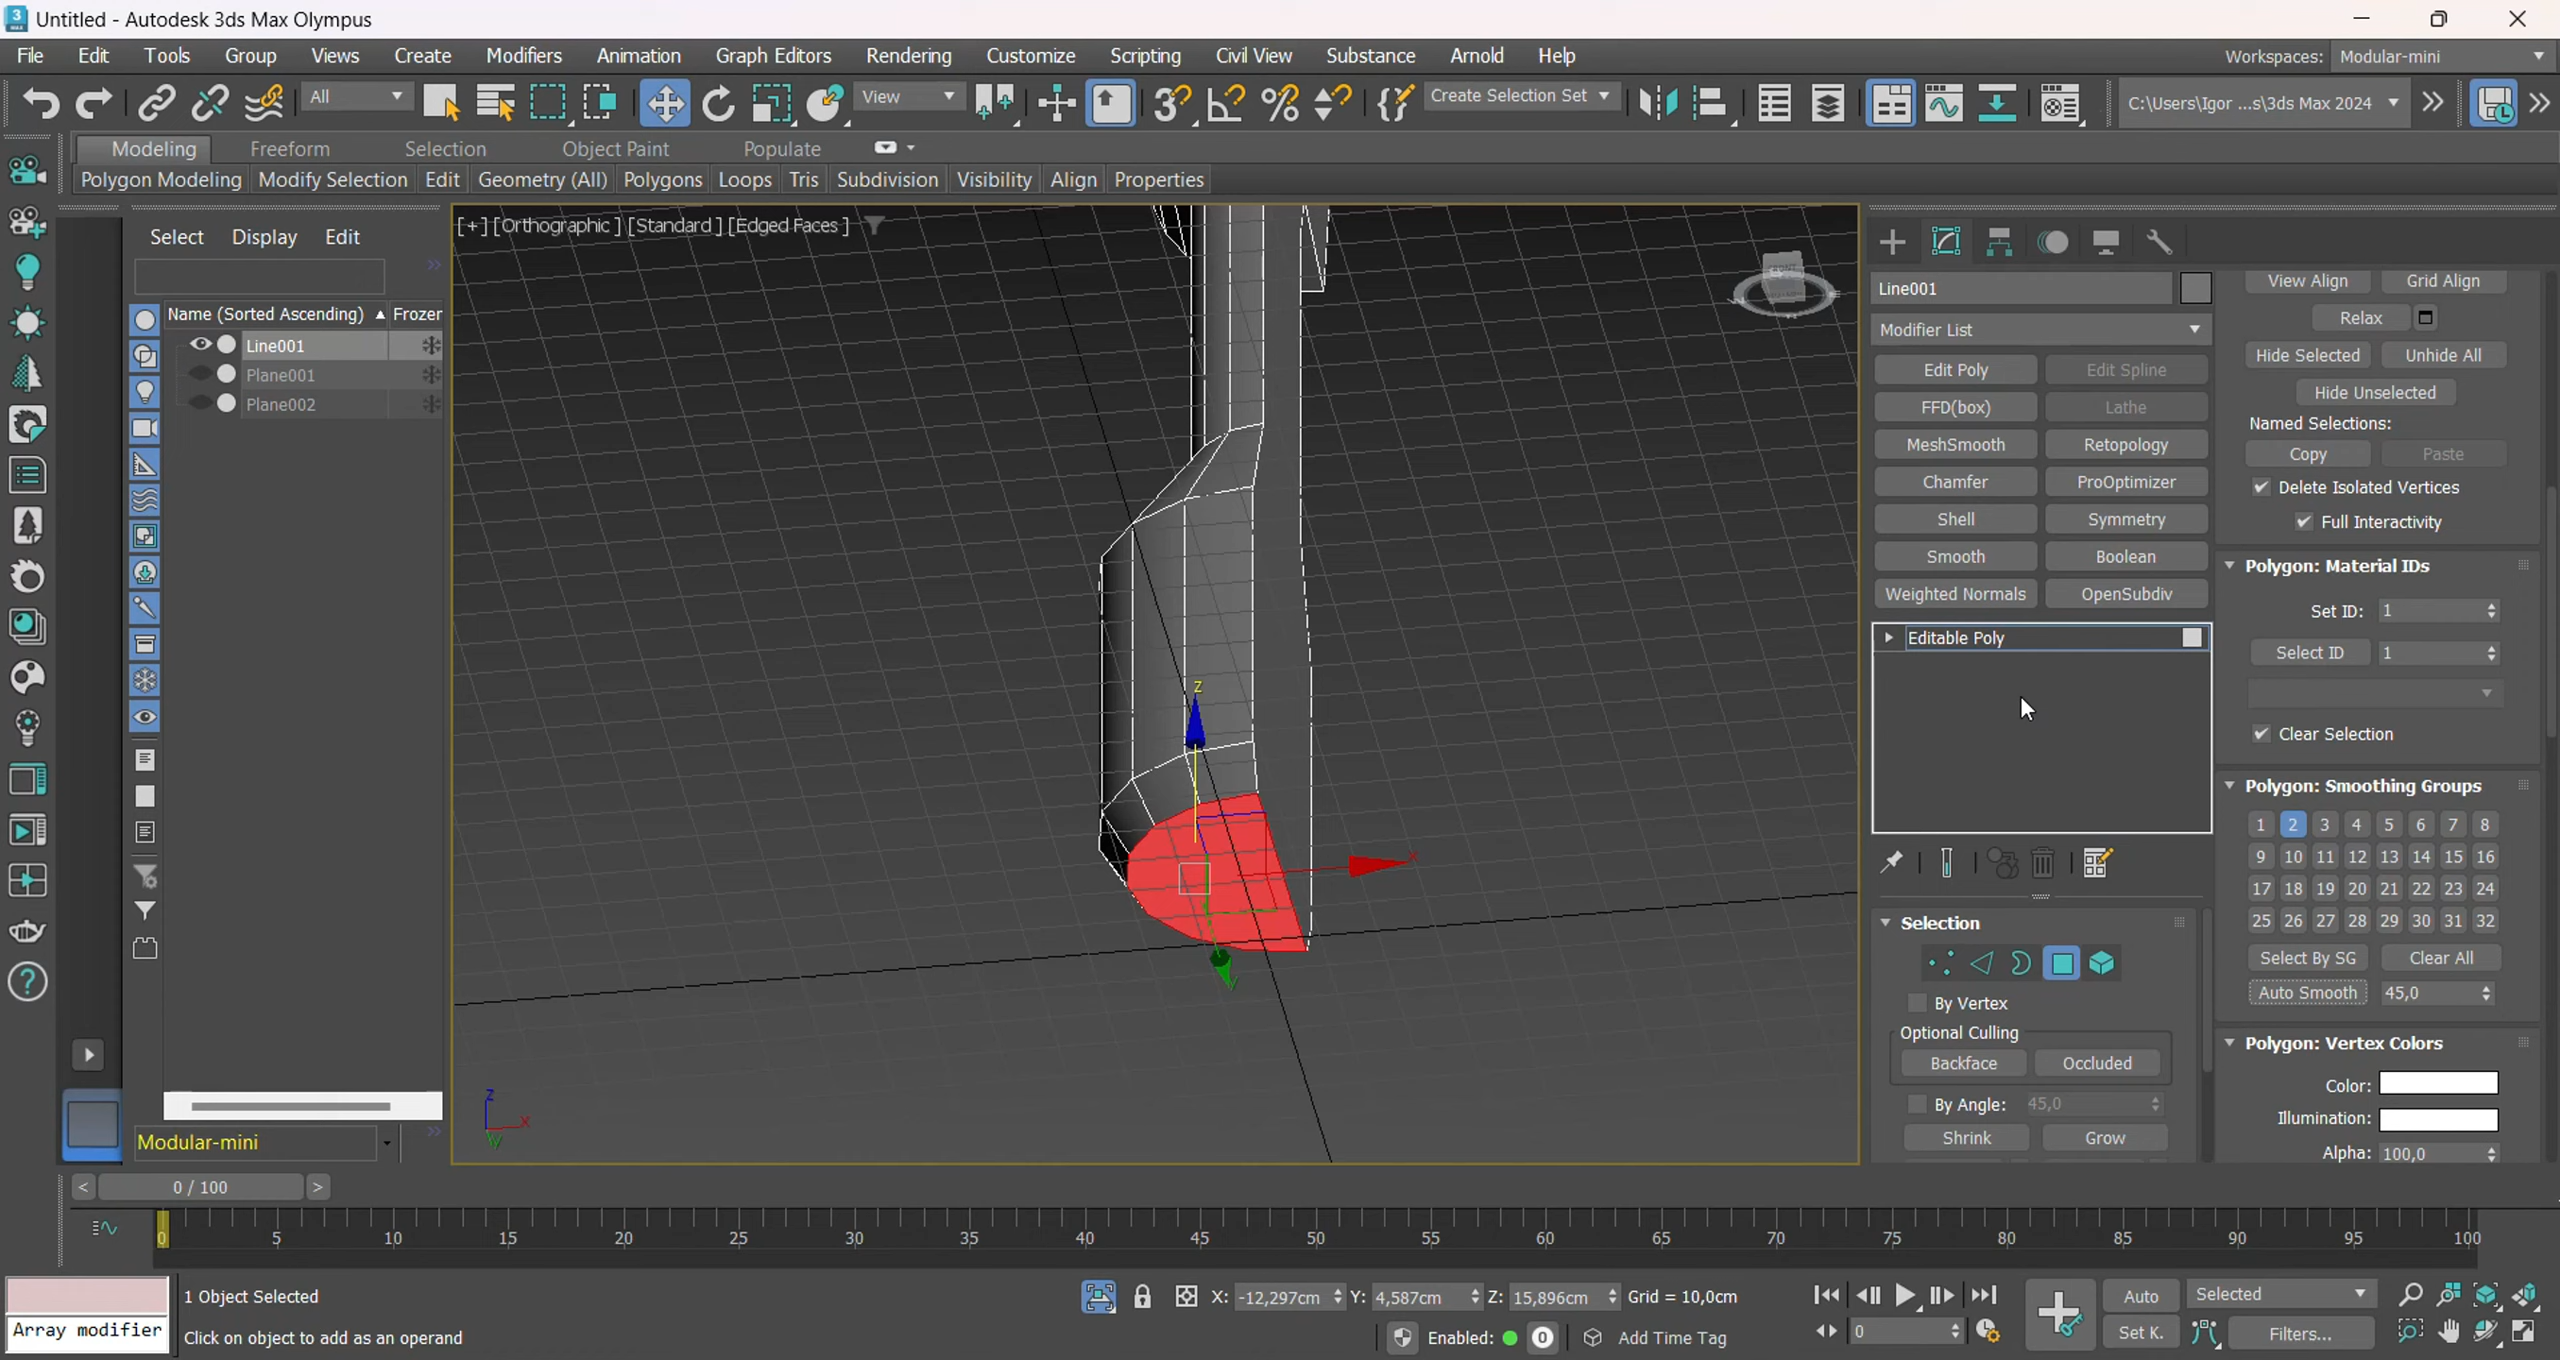 Untitled - Autodesk 3ds Max Olympus
File Edit Tools Group Views Create Modifiers Animation Graph Editors Rendering Customize Scripting Civil View Substance Arnold Help Workspaces: Modular-mini
All View Create Selection Set C:\Users\Igor ...s\3ds Max 2024
Modeling Freeform Selection Object Paint Populate
Polygon Modeling Modify Selection Edit Geometry (All) Polygons Loops Tris Subdivision Visibility Align Properties
Select Display Edit
Name (Sorted Ascending) Frozen
Line001
Plane001
Plane002
Modular-mini
[+] [Orthographic ] [Standard ] [Edged Faces ]
z
x
y
z
x
y
Line001
Modifier List
Edit Poly Edit Spline
FFD(box) Lathe
MeshSmooth Retopology
Chamfer ProOptimizer
Shell Symmetry
Smooth Boolean
Weighted Normals OpenSubdiv
Editable Poly
Selection
By Vertex
Optional Culling
Backface Occluded
By Angle: 45,0
Shrink Grow
View Align Grid Align
Relax
Hide Selected Unhide All
Hide Unselected
Named Selections:
Copy Paste
Delete Isolated Vertices
Full Interactivity
Polygon: Material IDs
Set ID: 1
Select ID 1
Clear Selection
Polygon: Smoothing Groups
1 2 3 4 5 6 7 8
9 10 11 12 13 14 15 16
17 18 19 20 21 22 23 24
25 26 27 28 29 30 31 32
Select By SG Clear All
Auto Smooth 45,0
Polygon: Vertex Colors
Color:
Illumination:
Alpha: 100,0
< 0 / 100 >
0 5 10 15 20 25 30 35 40 45 50 55 60 65 70 75 80 85 90 95 100
1 Object Selected X: -12,297cm Y: 4,587cm Z: 15,896cm Grid = 10,0cm Auto Selected
Array modifier Click on object to add as an operand Enabled: 0 Add Time Tag 0 Set K. Filters...